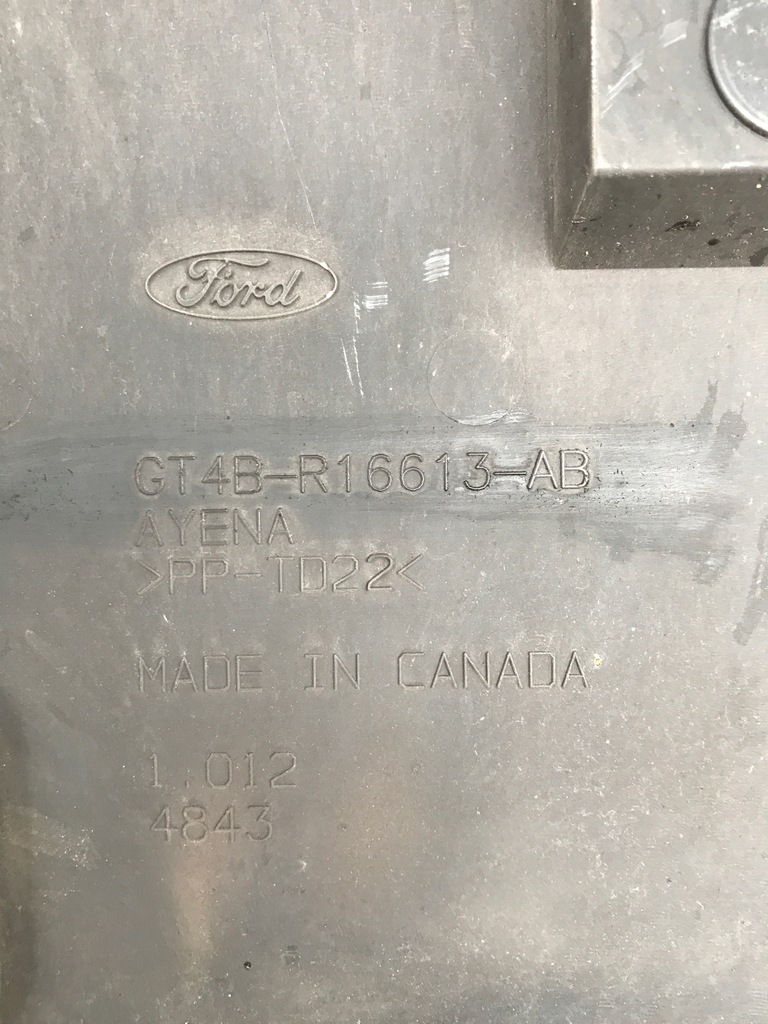 Ford
GT4B-R16613-AB
AYENA
>PP-TD22<
MADE IN CANADA
1.012
4843